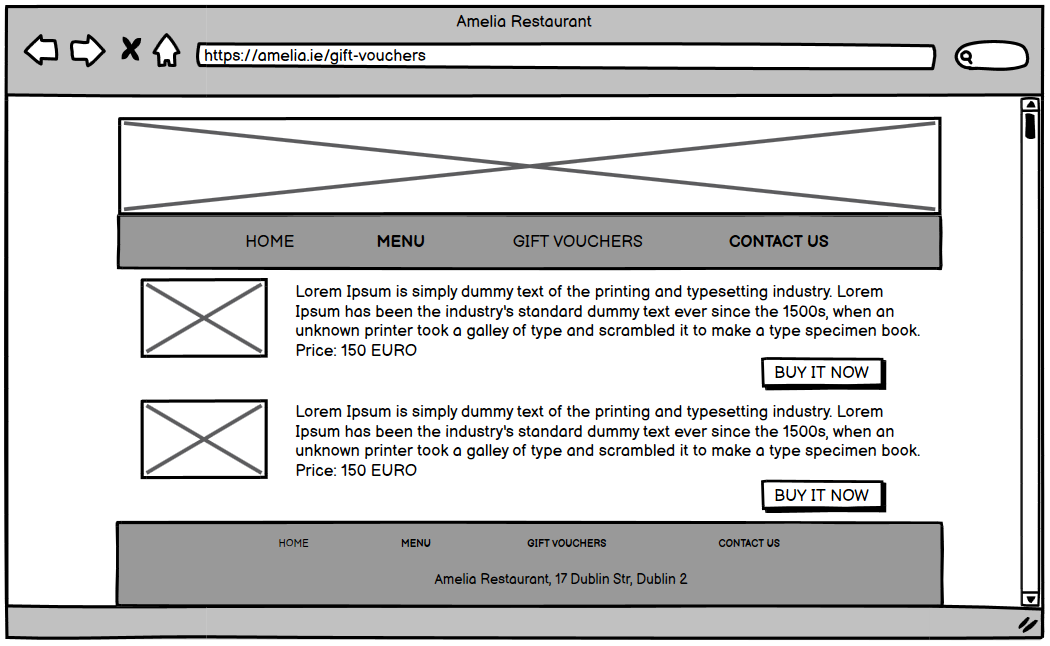 Amelia Restaurant
https://amelia.ie/gift-vouchers
HOME MENU GIFT VOUCHERS CONTACT US
Lorem Ipsum is simply dummy text of the printing and typesetting industry. Lorem
Ipsum has been the industry's standard dummy text ever since the 1500s, when an
unknown printer took a galley of type and scrambled it to make a type specimen book.
Price: 150 EURO
BUY IT NOW
Lorem Ipsum is simply dummy text of the printing and typesetting industry. Lorem
Ipsum has been the industry's standard dummy text ever since the 1500s, when an
unknown printer took a galley of type and scrambled it to make a type specimen book.
Price: 150 EURO
BUY IT NOW
HOME MENU GIFT VOUCHERS CONTACT US
Amelia Restaurant, 17 Dublin Str, Dublin 2